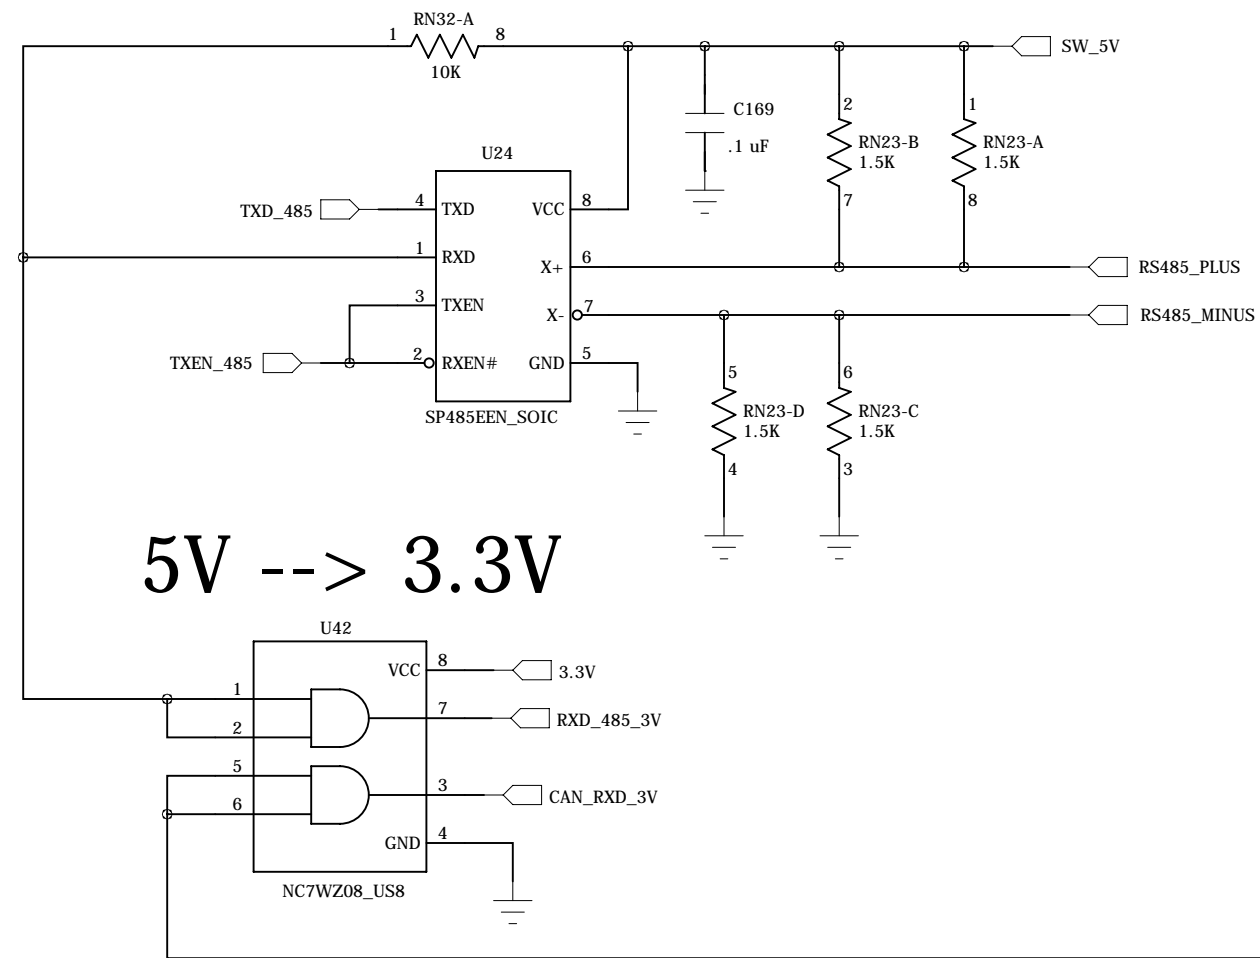 RN32-A
1 8
10K
SW_5V
C169
.1 uF
2
RN23-B
1.5K
7
1
RN23-A
1.5K
8
U24
TXD_485
4 TXD
VCC 8
1 RXD
X+ 6
RS485_PLUS
3 TXEN
X- 7
RS485_MINUS
TXEN_485
2 RXEN#
GND 5
SP485EEN_SOIC
5
RN23-D
1.5K
4
6
RN23-C
1.5K
3
5V --> 3.3V
U42
VCC 8
3.3V
1
7
RXD_485_3V
2
5
3
CAN_RXD_3V
6
GND 4
NC7WZ08_US8